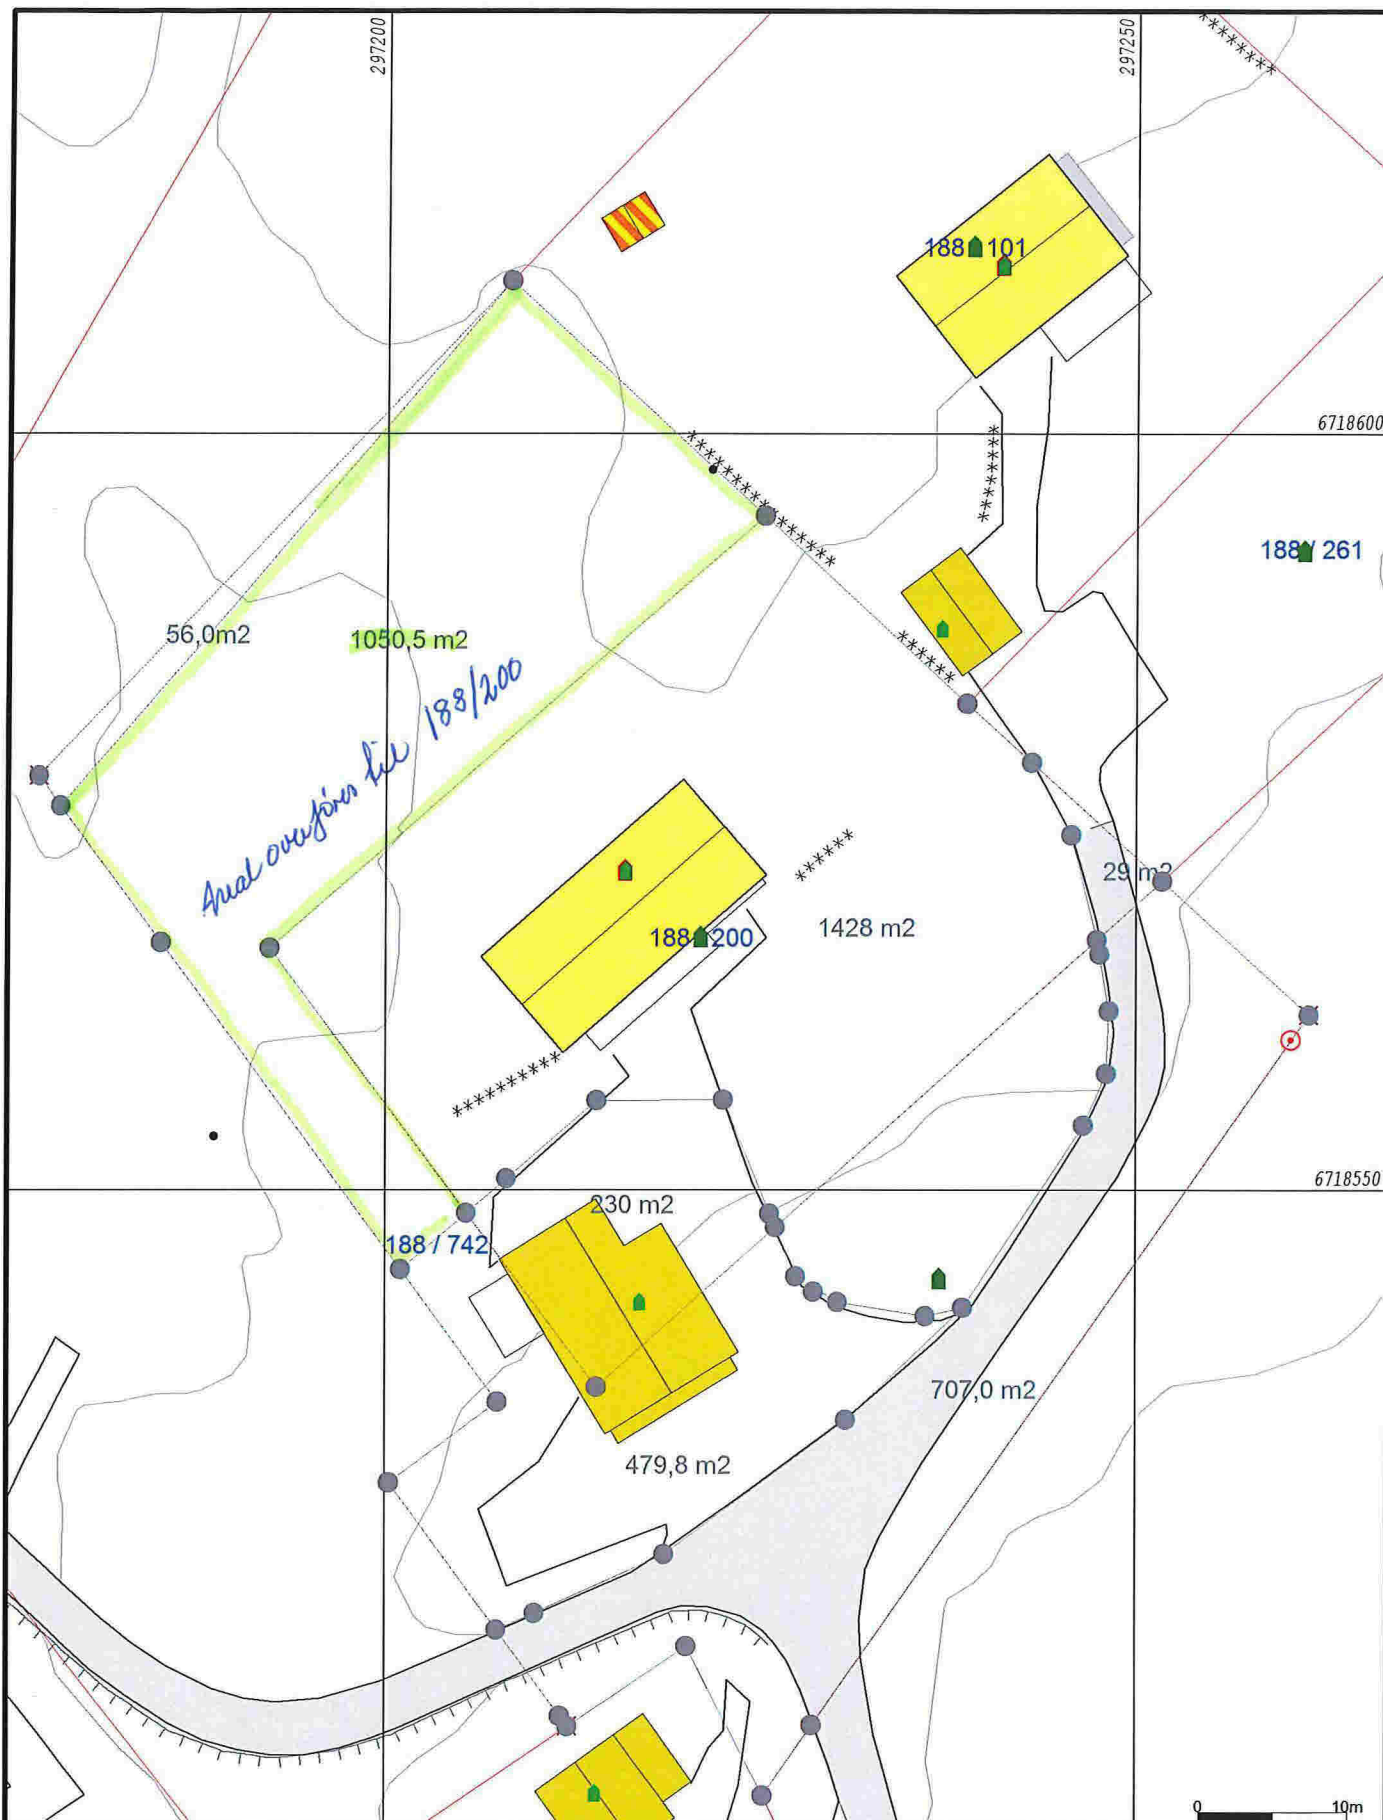 297200
297250
188 101
6718600
188/ 261
56,0m2
1050,5 m2
Areal overføres til 188/200
29 m2
1428 m2
188 200
6718550
230 m2
188 / 742
707,0 m2
479,8 m2
0 10m